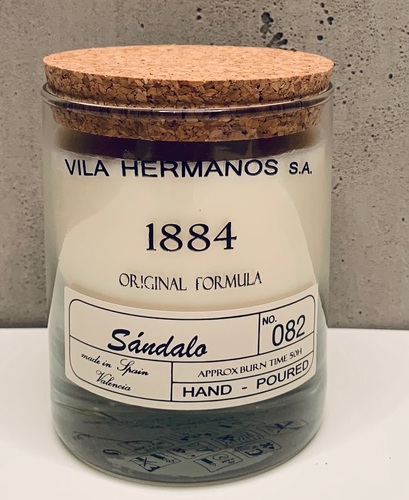 VILA HERMANOS S.A.
1884
ORIGINAL FORMULA
Sándalo
NO.
082
made in Spain
Valencia
APPROX BURN TIME 50H
HAND - POURED